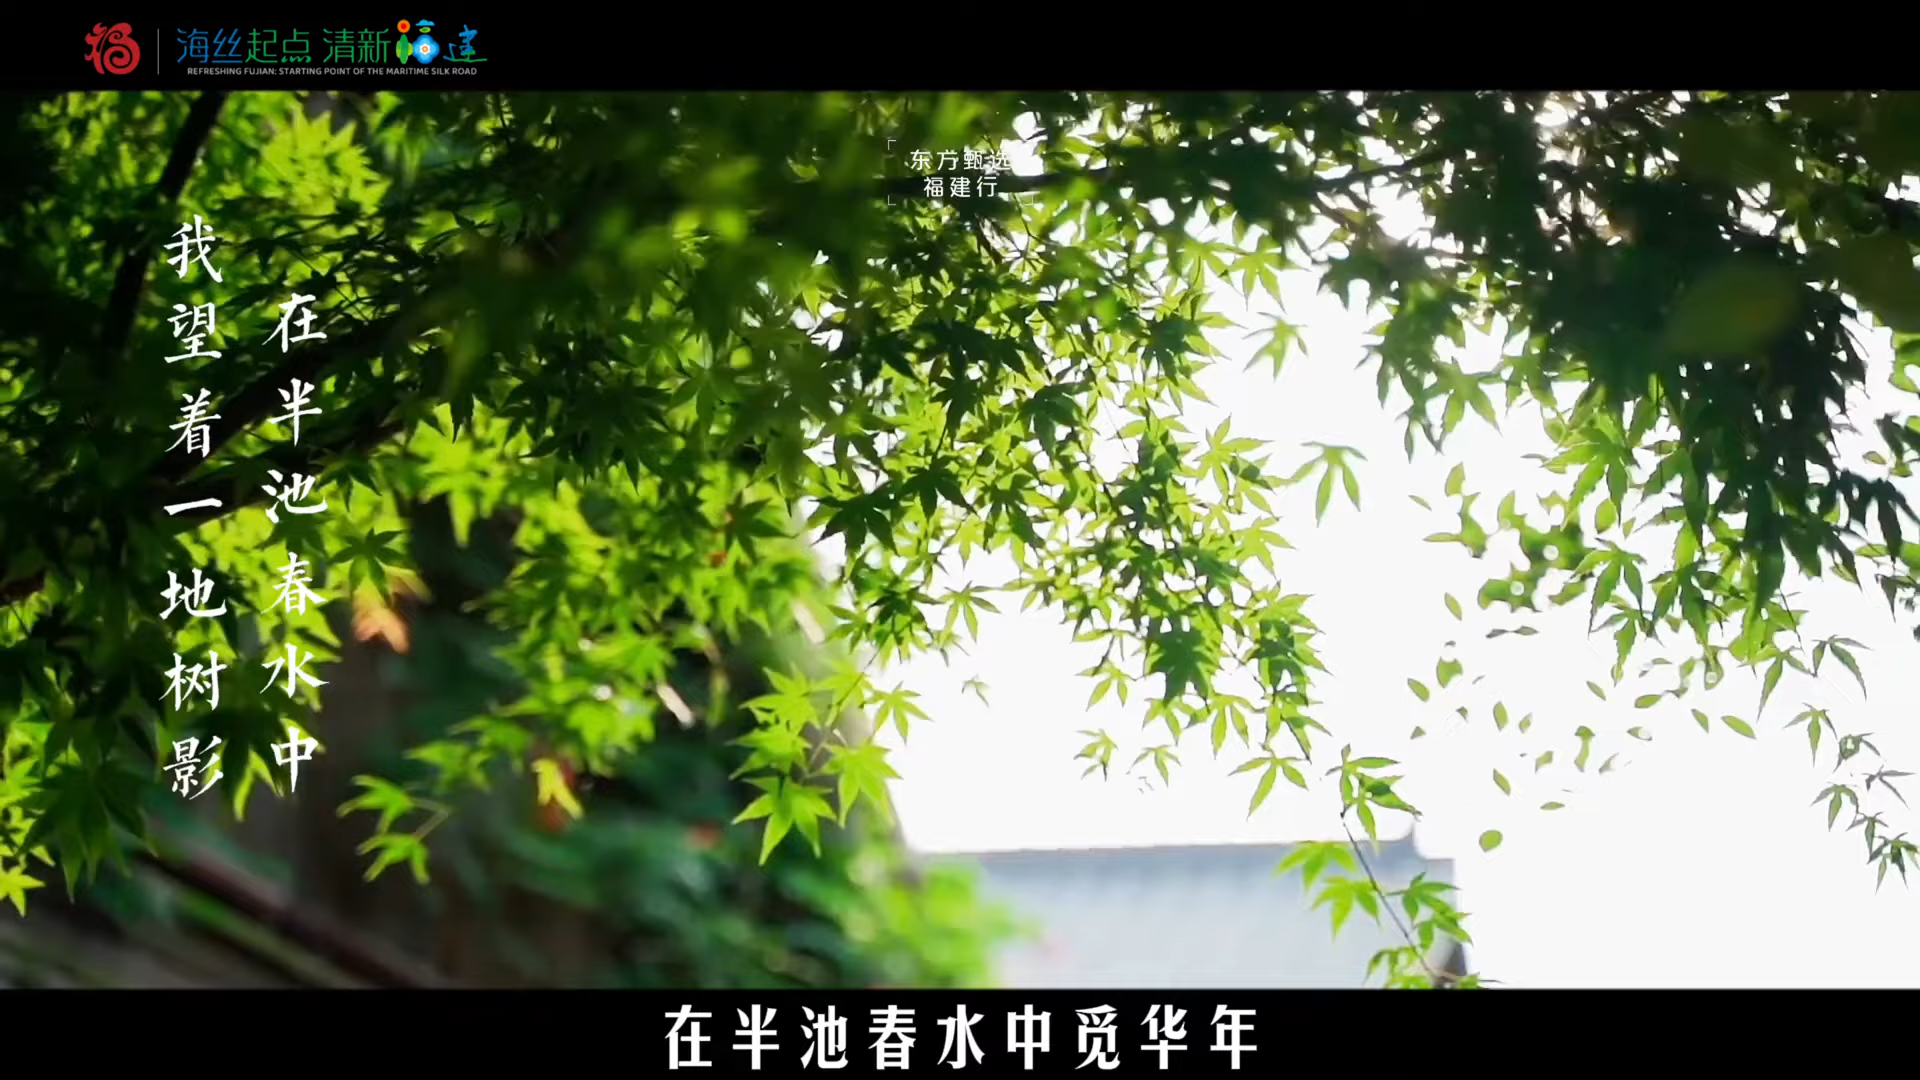 海丝起点 清新福建
REFRESHING FUJIAN: STARTING POINT OF THE MARITIME SILK ROAD
东方甄选
福建行
我望着一地树影
在半池春水中
在半池春水中觅华年